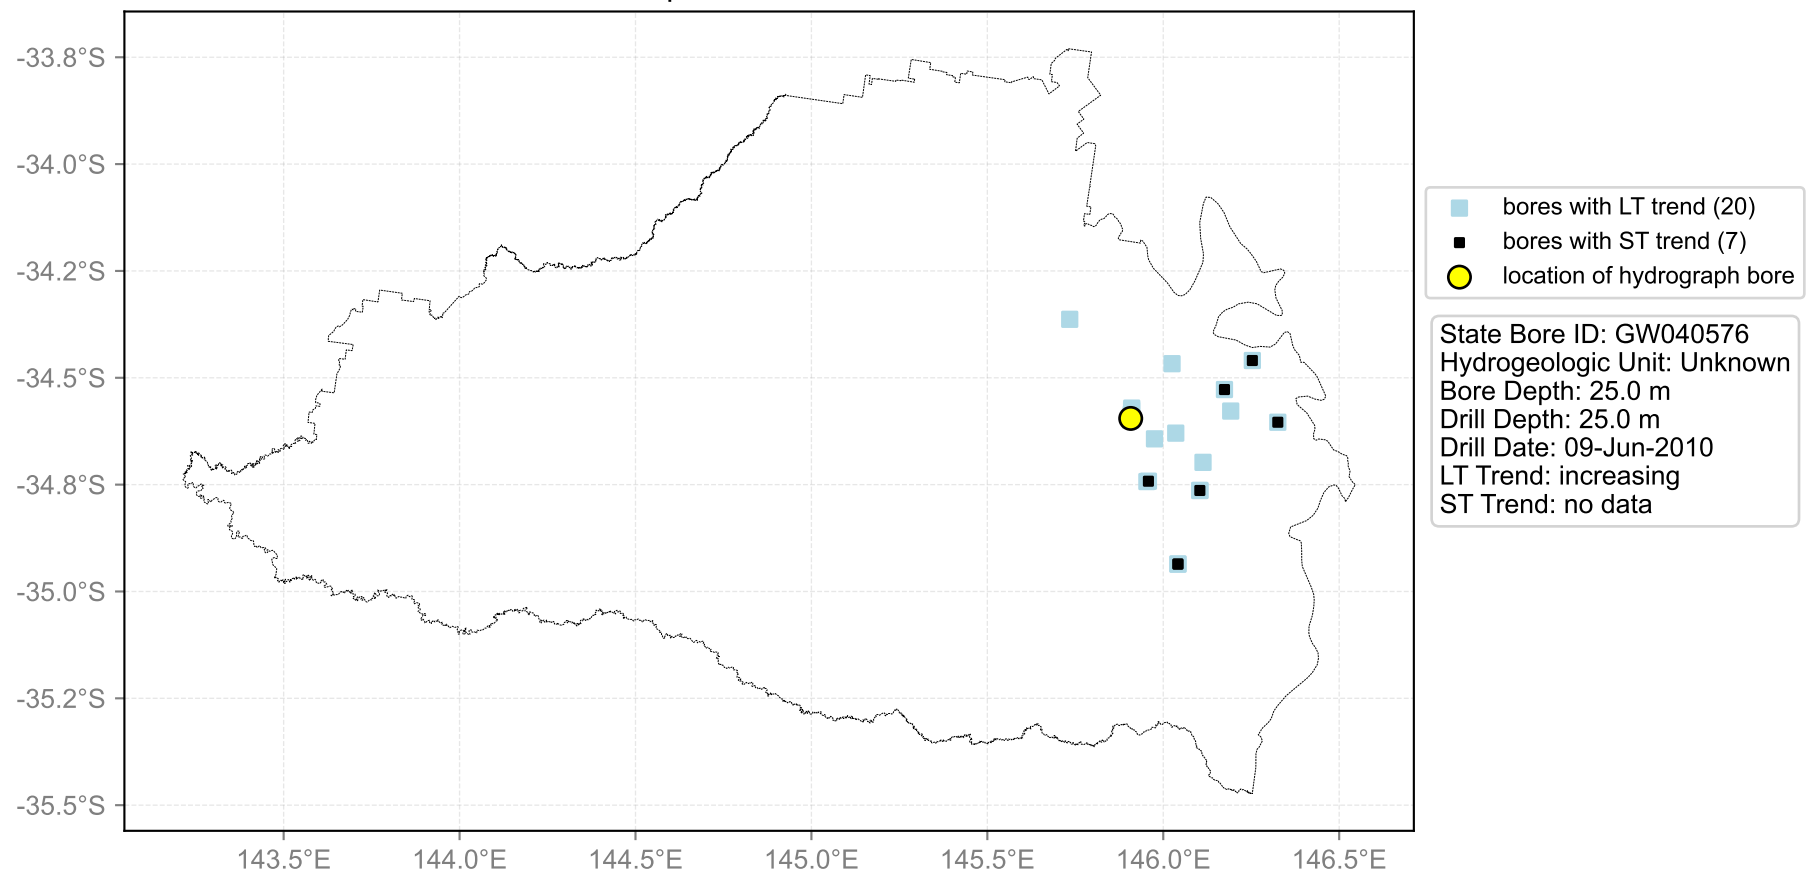 -33.8°S
-34.0°S
-34.2°S
-34.5°S
-34.8°S
-35.0°S
-35.2°S
-35.5°S
143.5°E
144.0°E
144.5°E
145.0°E
145.5°E
146.0°E
146.5°E
bores with LT trend (20)
bores with ST trend (7)
location of hydrograph bore
State Bore ID: GW040576
Hydrogeologic Unit: Unknown
Bore Depth: 25.0 m
Drill Depth: 25.0 m
Drill Date: 09-Jun-2010
LT Trend: increasing
ST Trend: no data